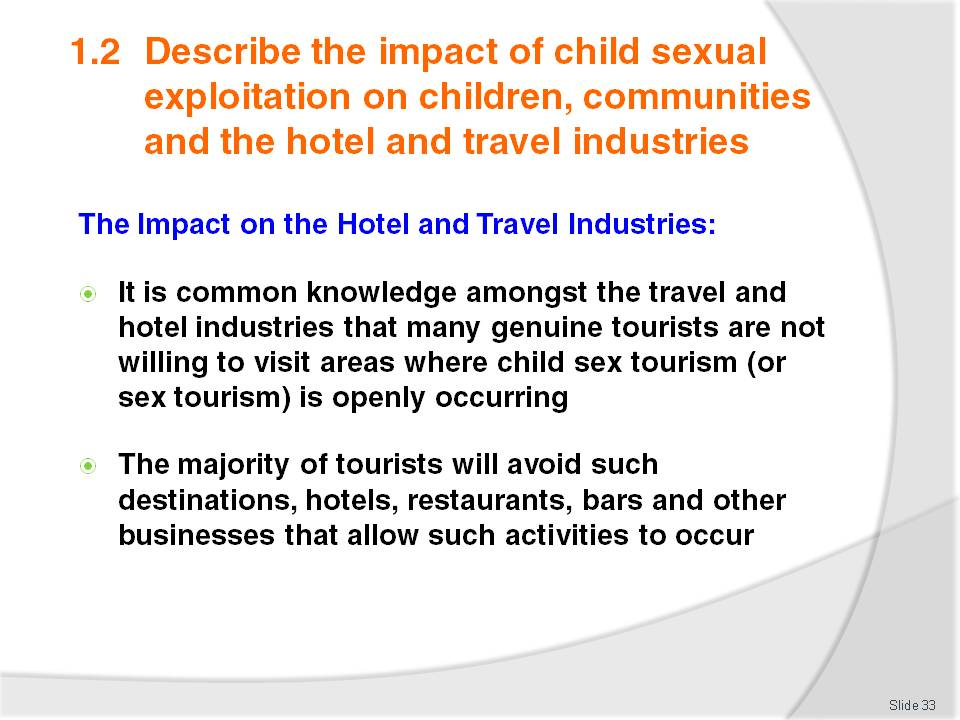 1.2 Describe the impact of child sexual
exploitation on children, communities
and the hotel and travel industries
The Impact on the Hotel and Travel Industries:
It is common knowledge amongst the travel and
hotel industries that many genuine tourists are not
willing to visit areas where child sex tourism (or
sex tourism) is openly occurring
The majority of tourists will avoid such
destinations, hotels, restaurants, bars and other
businesses that allow such activities to occur
Slide 33